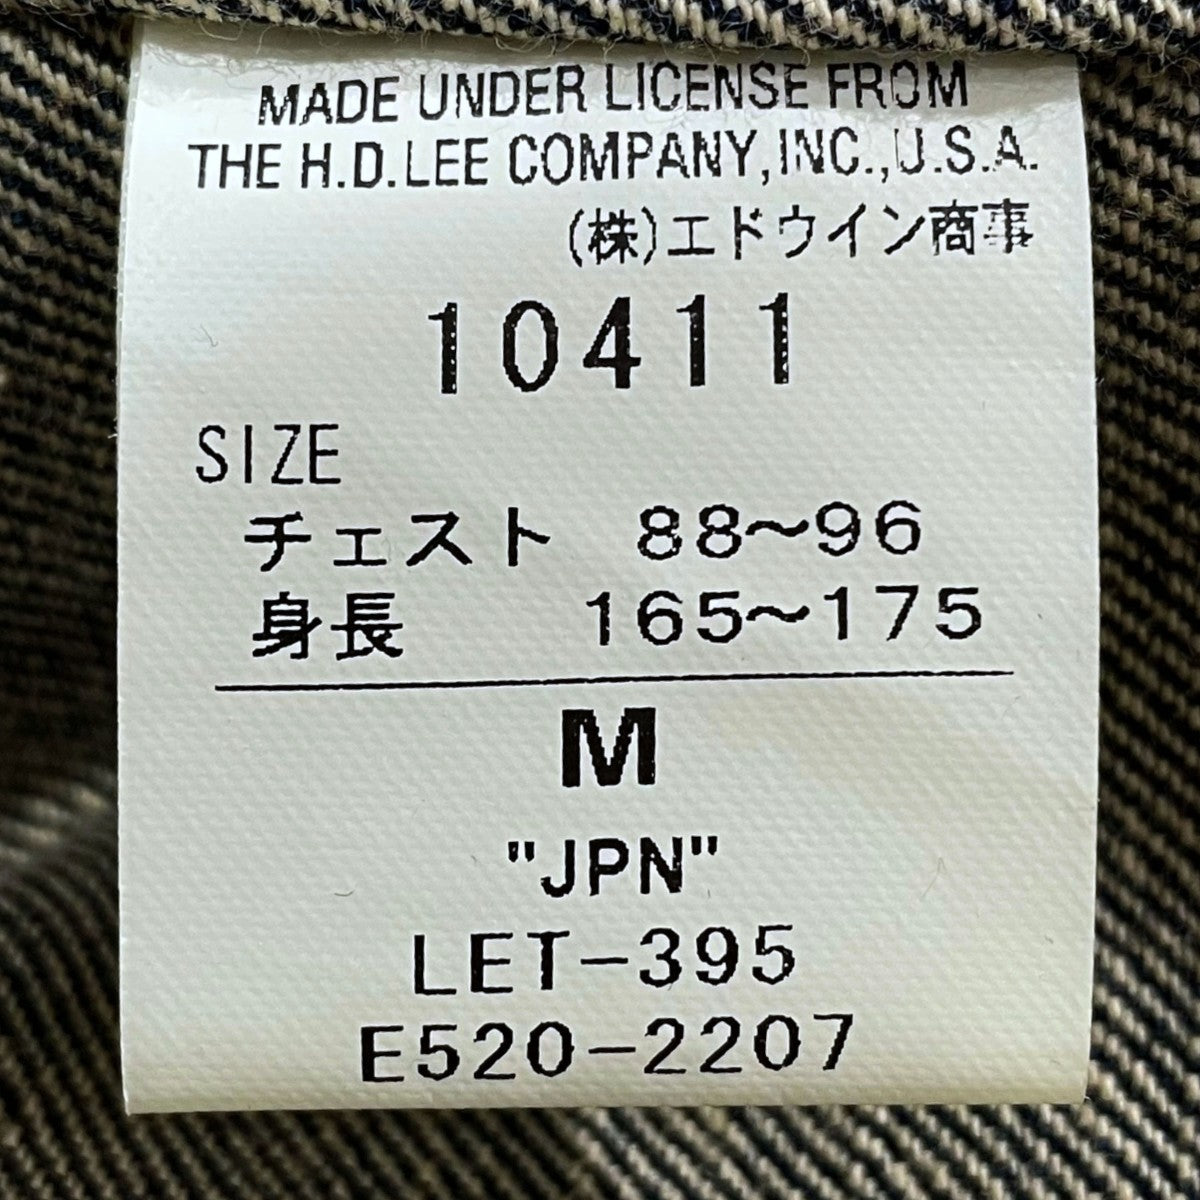 MADE UNDER LICENSE FROM
THE H.D.LEE COMPANY,INC.,U.S.A.
(株)エドウイン商事
10411
SIZE
チェスト 88~96
身長 165~175
M
"JPN"
LET-395
E520-2207